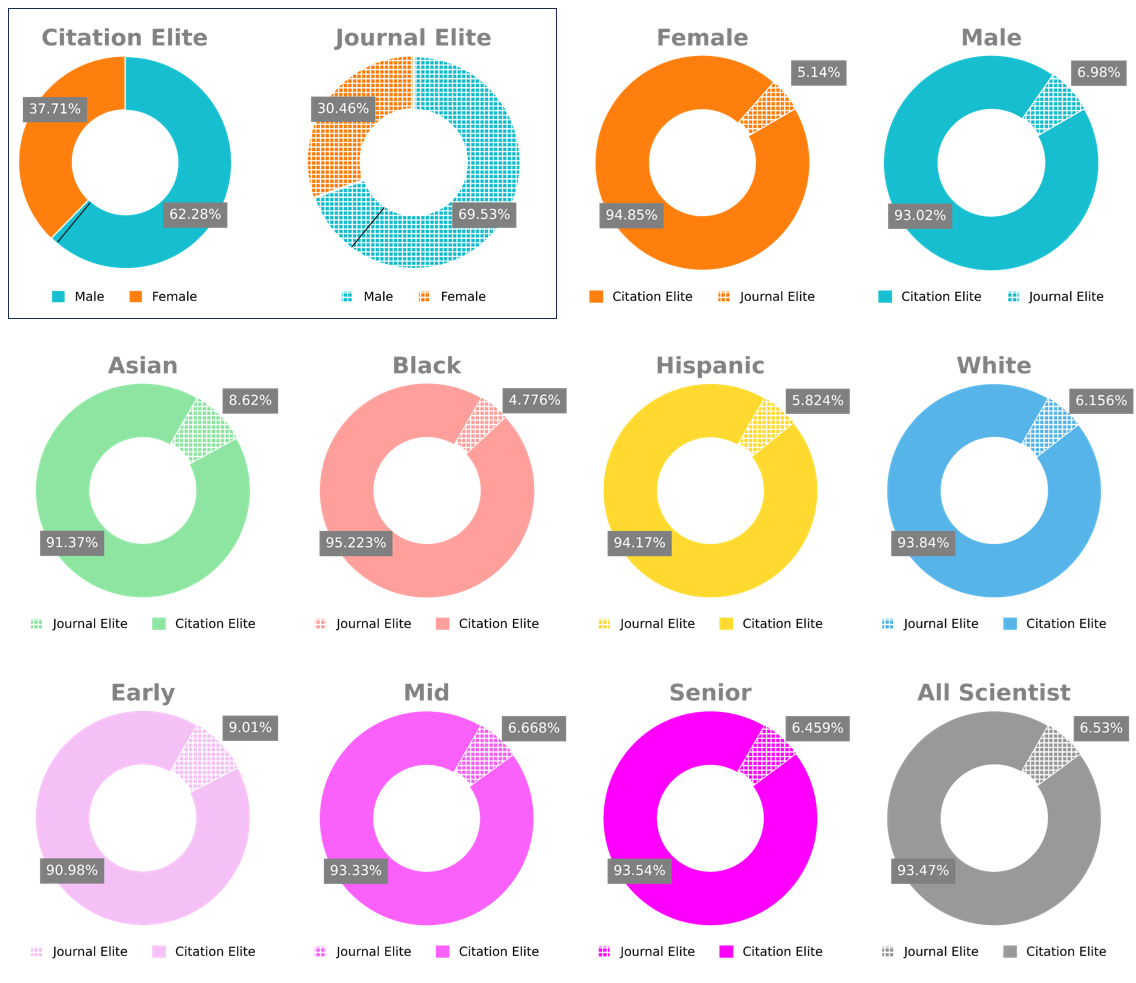 Citation Elite
Journal Elite
Female
Male
37.71%
62.28%
30.46%
69.53%
5.14%
94.85%
6.98%
93.02%
Male Female
Male Female
Citation Elite Journal Elite
Citation Elite Journal Elite
Asian
Black
Hispanic
White
8.62%
91.37%
4.776%
95.223%
5.824%
94.17%
6.156%
93.84%
Journal Elite Citation Elite
Journal Elite Citation Elite
Journal Elite Citation Elite
Journal Elite Citation Elite
Early
Mid
Senior
All Scientist
9.01%
90.98%
6.668%
93.33%
6.459%
93.54%
6.53%
93.47%
Journal Elite Citation Elite
Journal Elite Citation Elite
Journal Elite Citation Elite
Journal Elite Citation Elite